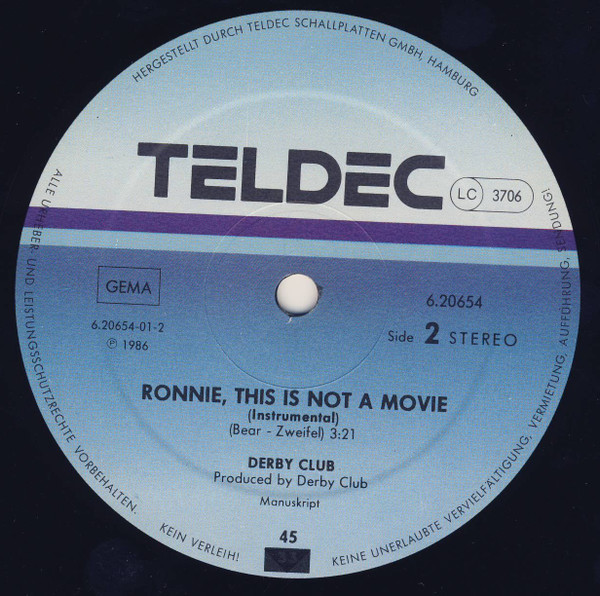 HERGESTELLT DURCH TELDEC SCHALLPLATTEN GMBH, HAMBURG
TELDEC
LC 3706
GEMA
6.20654
6.20654-01-2
℗ 1986
Side 2 STEREO
RONNIE, THIS IS NOT A MOVIE
(Instrumental)
(Bear - Zweifel) 3:21
DERBY CLUB
Produced by Derby Club
Manuskript
45
33
ALLE URHEBER- UND LEISTUNGSSCHUTZRECHTE VORBEHALTEN.
KEIN VERLEIH!
KEINE UNERLAUBTE VERVIELFÄLTIGUNG, VERMIETUNG, AUFFÜHRUNG, SENDUNG!